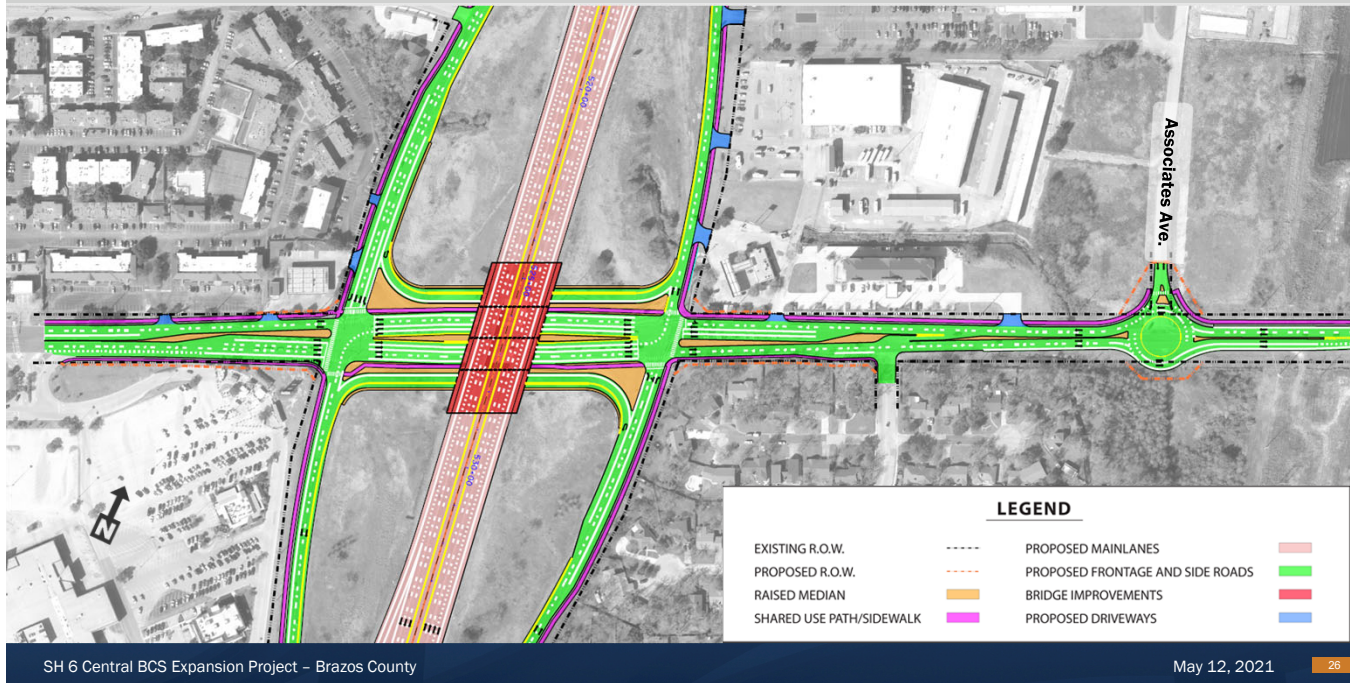 Associates Ave.
N
LEGEND
EXISTING R.O.W.
PROPOSED R.O.W.
RAISED MEDIAN
SHARED USE PATH/SIDEWALK
PROPOSED MAINLANES
PROPOSED FRONTAGE AND SIDE ROADS
BRIDGE IMPROVEMENTS
PROPOSED DRIVEWAYS
SH 6 Central BCS Expansion Project – Brazos County
May 12, 2021
26